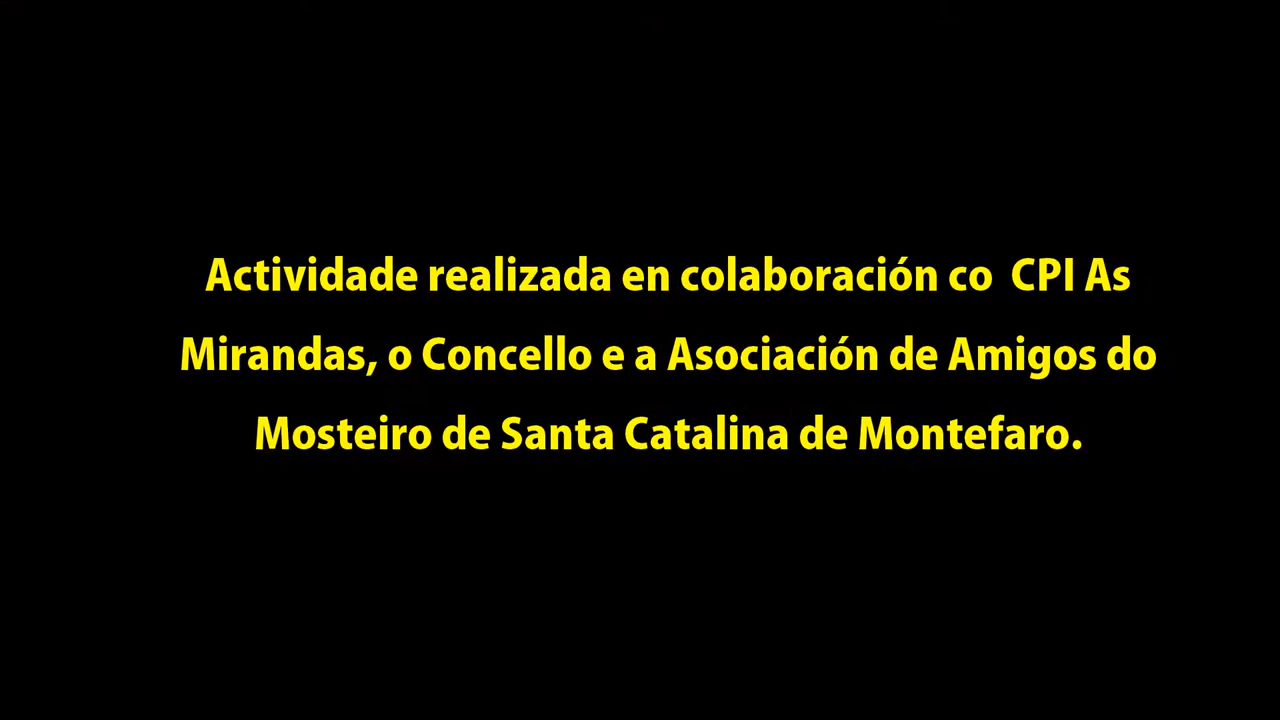 Actividade realizada en colaboración co  CPI As
Mirandas, o Concello e a Asociación de Amigos do
Mosteiro de Santa Catalina de Montefaro.